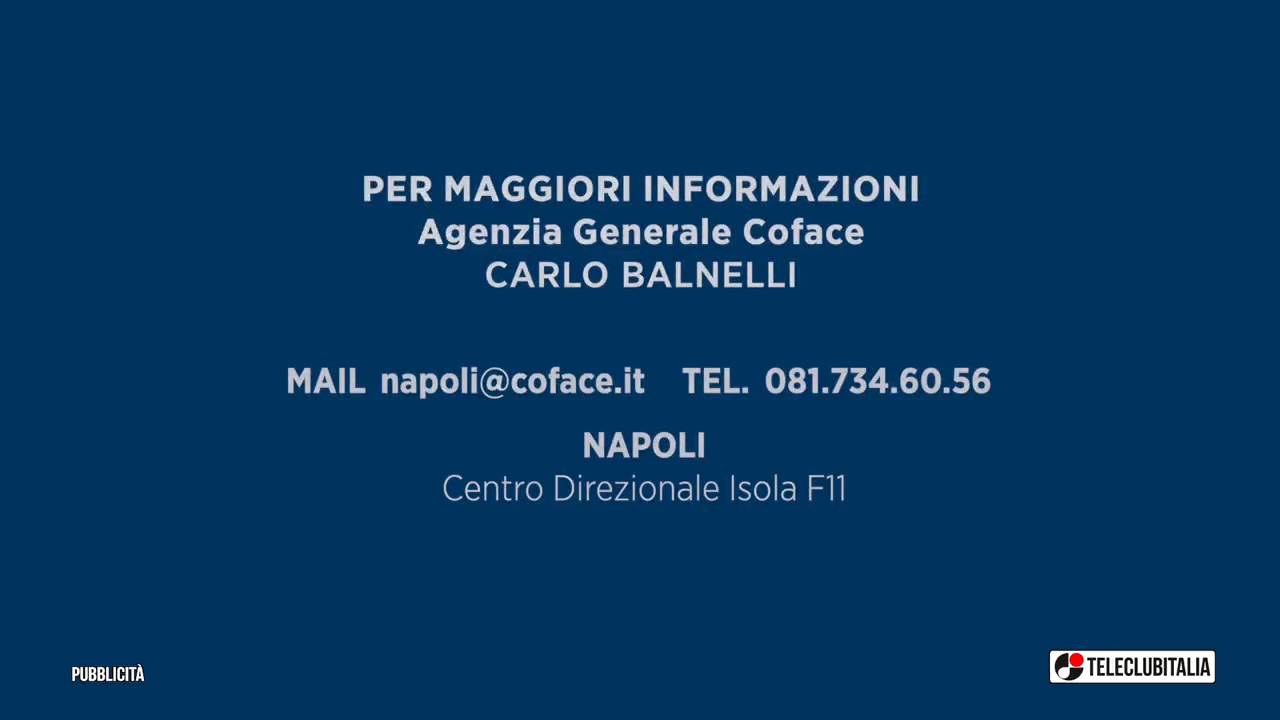 PER MAGGIORI INFORMAZIONI
Agenzia Generale Coface
CARLO BALNELLI
MAIL napoli@coface.it TEL. 081.734.60.56
NAPOLI
Centro Direzionale Isola F11
PUBBLICITÀ
TELECLUBITALIA